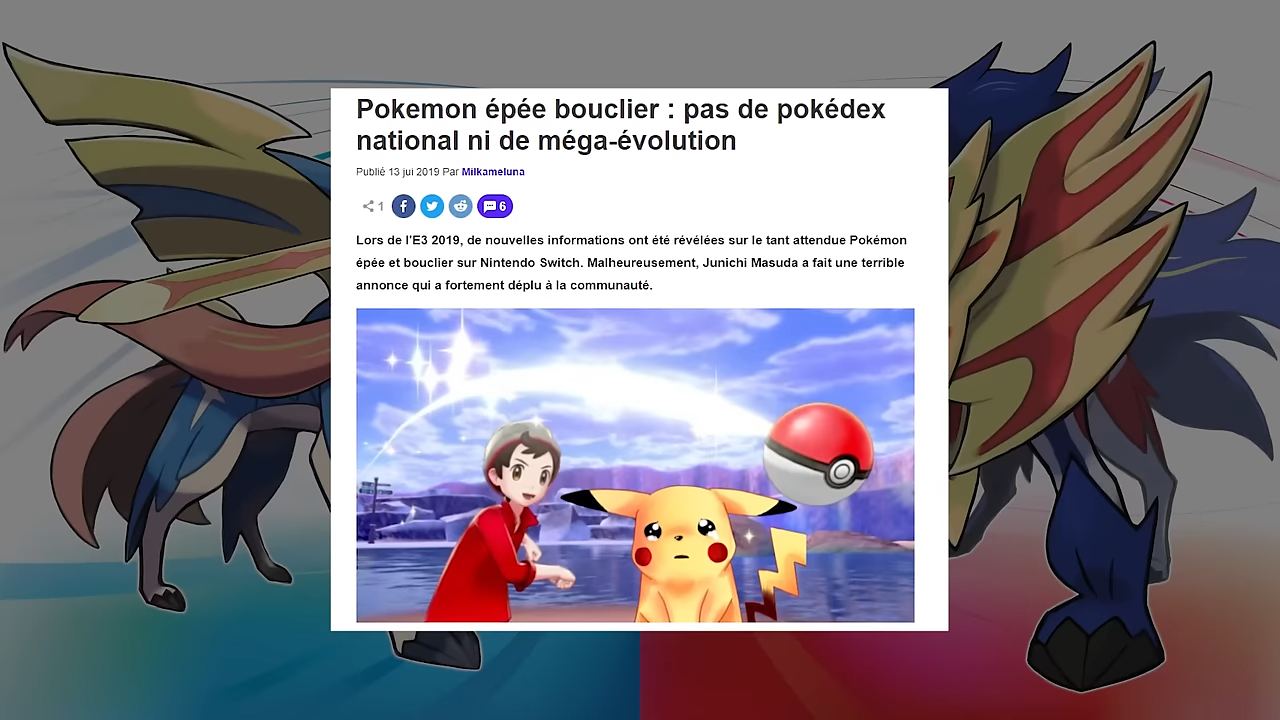 Pokemon épée bouclier : pas de pokédex
national ni de méga-évolution
Publié 13 jui 2019 Par Milkameluna
1
6
Lors de l'E3 2019, de nouvelles informations ont été révélées sur le tant attendue Pokémon
épée et bouclier sur Nintendo Switch. Malheureusement, Junichi Masuda a fait une terrible
annonce qui a fortement déplu à la communauté.